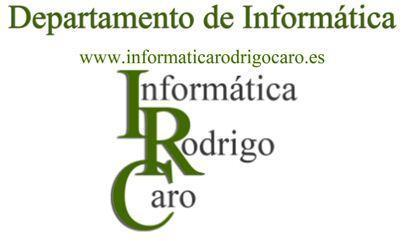 Departamento de Informática
www.informaticarodrigocaro.es
Informática
Rodrigo
Caro